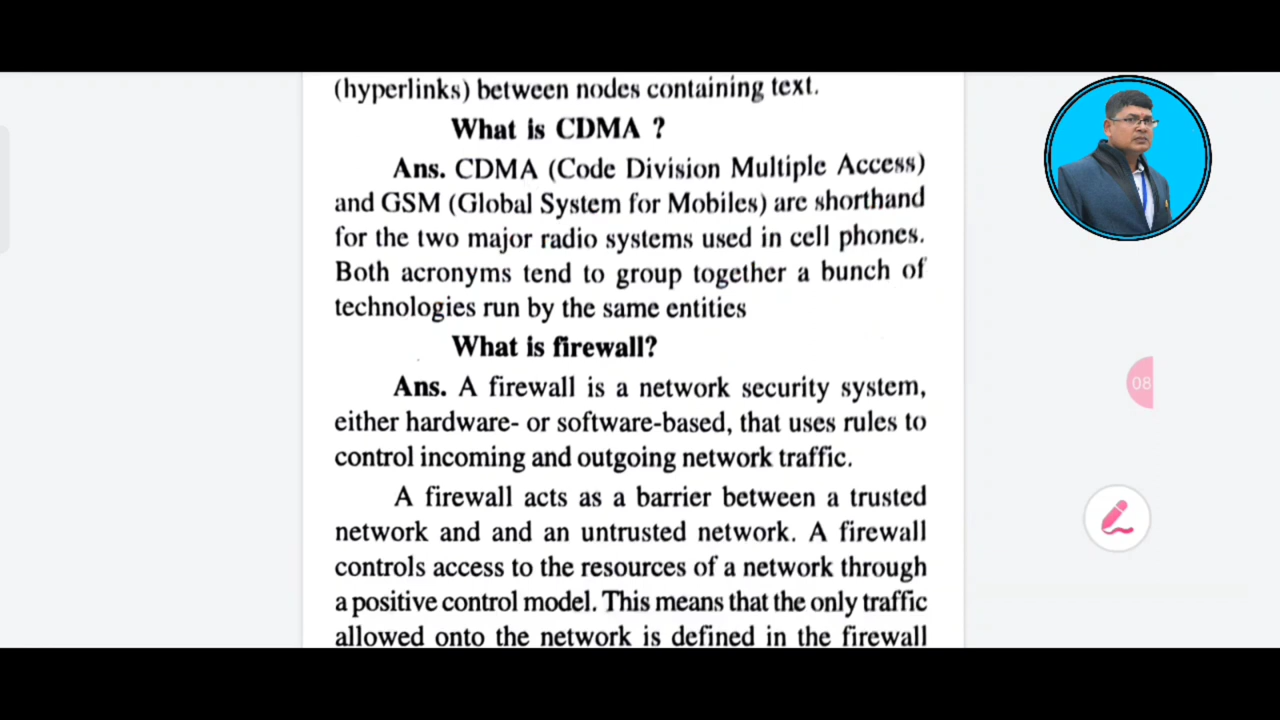 (hyperlinks) between nodes containing text.
What is CDMA ?
Ans. CDMA (Code Division Multiple Access)
and GSM (Global System for Mobiles) are shorthand
for the two major radio systems used in cell phones.
Both acronyms tend to group together a bunch of
technologies run by the same entities
What is firewall?
Ans. A firewall is a network security system,
either hardware- or software-based, that uses rules to
control incoming and outgoing network traffic.
A firewall acts as a barrier between a trusted
network and and an untrusted network. A firewall
controls access to the resources of a network through
a positive control model. This means that the only traffic
allowed onto the network is defined in the firewall
08